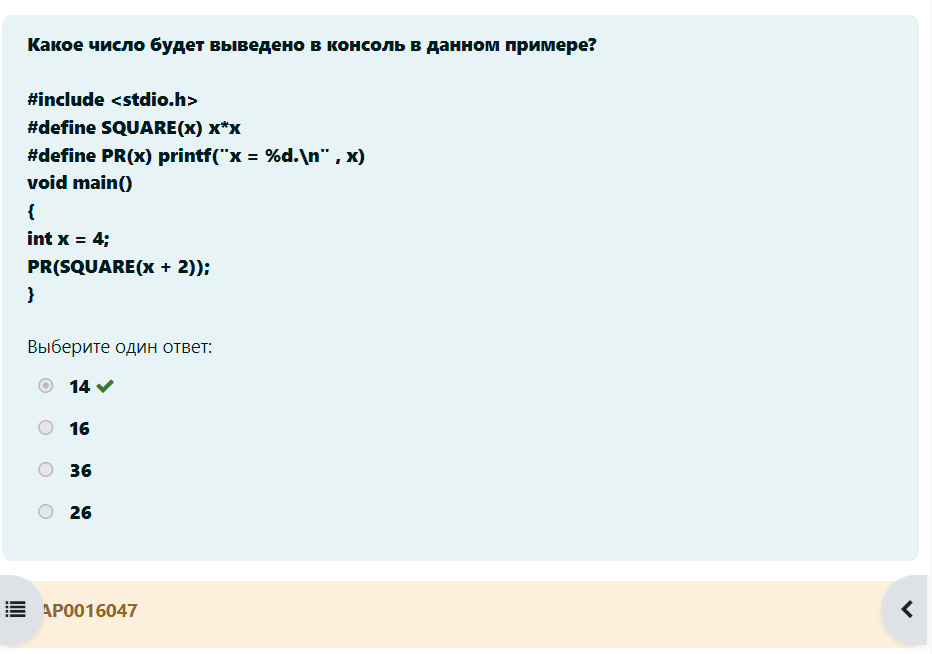 Какое число будет выведено в консоль в данном примере?
#include <stdio.h>
#define SQUARE(x) x*x
#define PR(x) printf(¨x = %d.\n¨ , x)
void main()
{
int x = 4;
PR(SQUARE(x + 2));
}
Выберите один ответ:
14
16
36
26
AP0016047